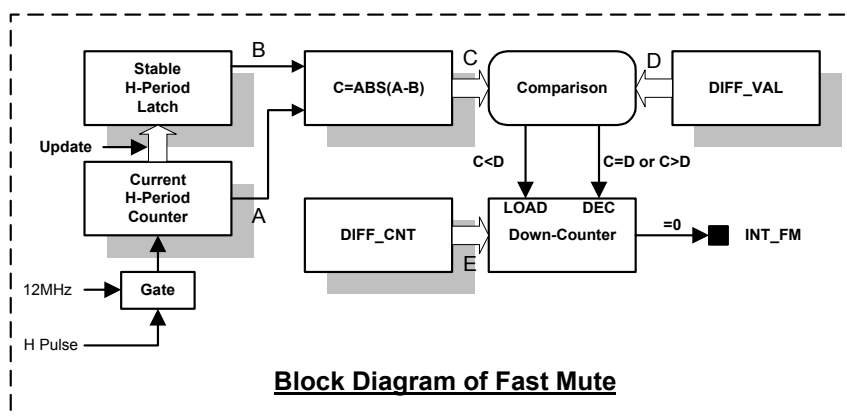 B
Stable
H-Period
Latch
C=ABS(A-B)
C
Comparison
D
DIFF_VAL
Update
C<D
C=D or C>D
Current
H-Period
Counter
A
DIFF_CNT
E
LOAD
DEC
Down-Counter
=0
INT_FM
12MHz
Gate
H Pulse
Block Diagram of Fast Mute